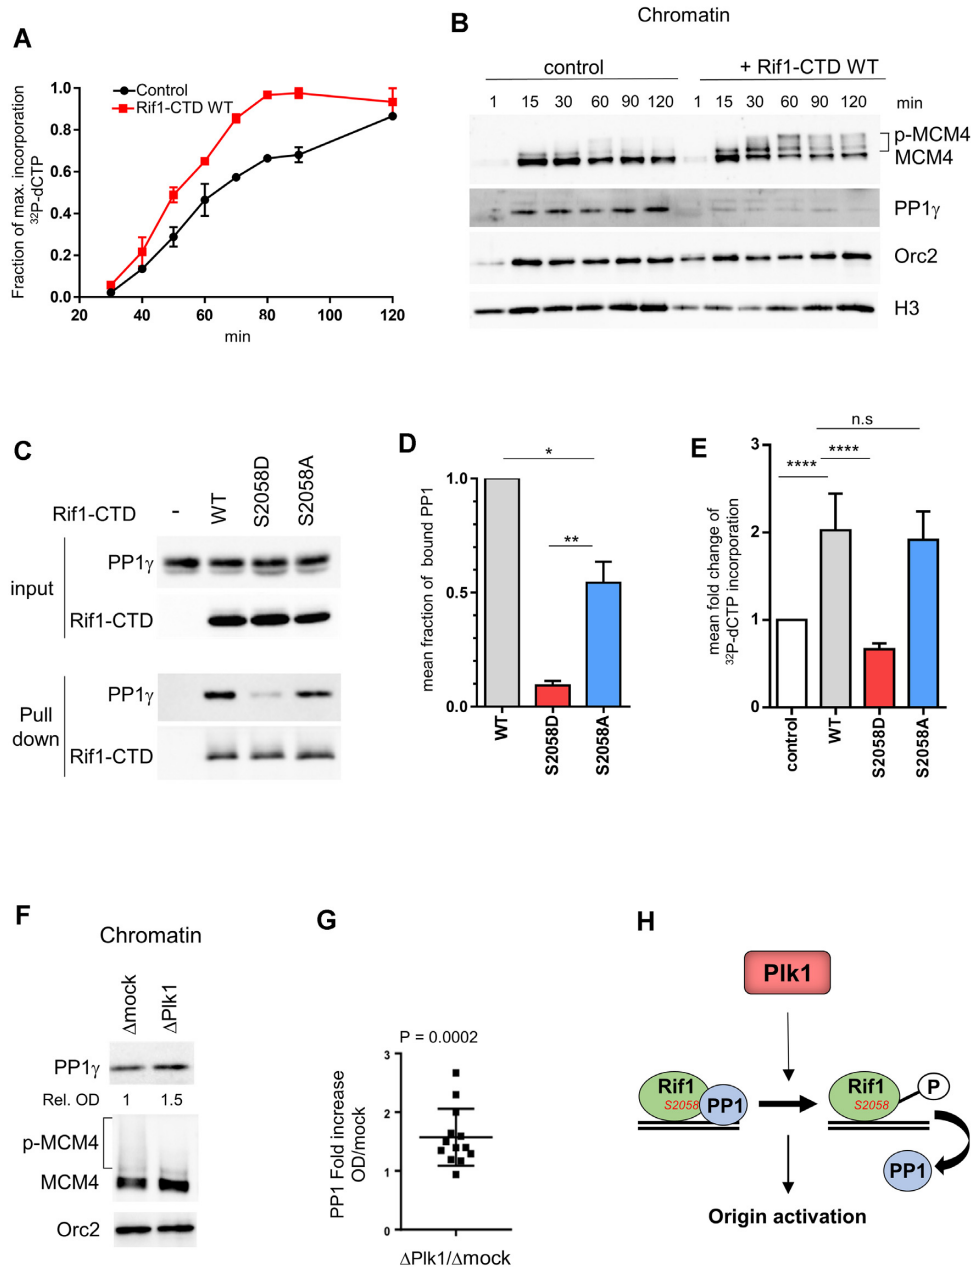 A
Control
Rif1-CTD WT
Fraction of max. incorporation
32P-dCTP
1.0
0.8
0.6
0.4
0.2
0.0
20 40 60 80 100 120
min
B
Chromatin
control + Rif1-CTD WT
1 15 30 60 90 120 1 15 30 60 90 120 min
p-MCM4
MCM4
PP1γ
Orc2
H3
C
Rif1-CTD - WT S2058D S2058A
input
PP1γ
Rif1-CTD
Pull down
PP1γ
Rif1-CTD
D
mean fraction of bound PP1
1.0
0.5
0.0
*
**
WT S2058D S2058A
E
mean fold change of
32P-dCTP incorporation
3
2
1
0
n.s
**** ****
control WT S2058D S2058A
F
Chromatin
Δmock ΔPlk1
PP1γ
Rel. OD 1 1.5
p-MCM4
MCM4
Orc2
G
P = 0.0002
PP1 Fold increase
OD/mock
3
2
1
0
ΔPlk1/Δmock
H
Plk1
Rif1
S2058
PP1
Rif1
S2058
P
PP1
Origin activation